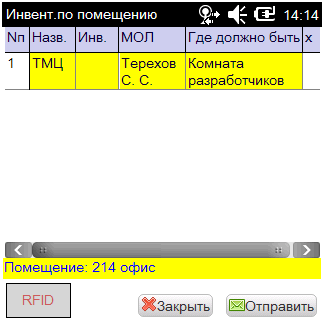 Инвент.по помещению 14:14
Nп Назв. Инв. МОЛ Где должно быть х
1 ТМЦ Терехов Комната
С. С. разработчиков
Помещение: 214 офис
RFID
Закрыть Отправить